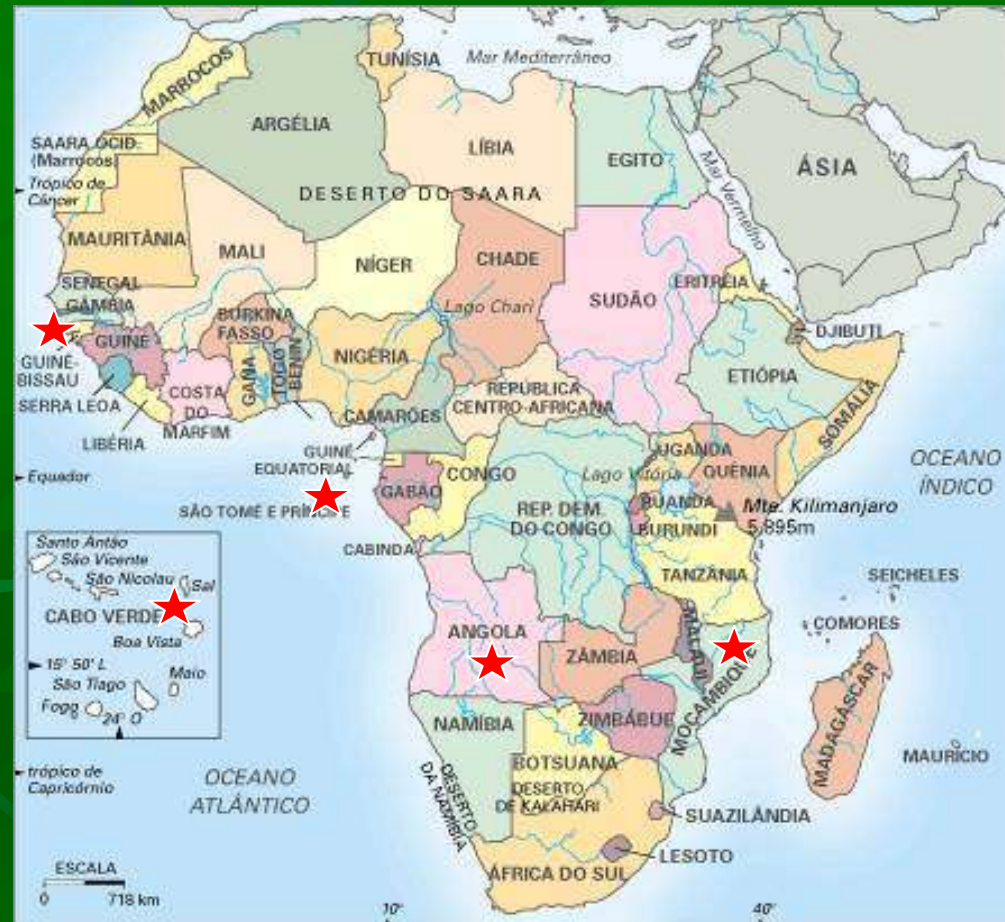 Mar Mediterrâneo
TUNÍSIA
MARROCOS
ARGÉLIA
LÍBIA
EGITO
ÁSIA
SAARA OCID.
(Marrocos)
Trópico de
Câncer
DESERTO DO SAARA
Mar Vermelho
MAURITÂNIA
MALI
NÍGER
CHADE
SUDÃO
ERITRÉIA
SENEGAL
GÂMBIA
Lago Chari
BURKINA
FASSO
DJIBUTI
GUINÉ
GUINÉ-
BISSAU
NIGÉRIA
ETIÓPIA
SERRA LEOA
COSTA
DO
MARFIM
GANA
TOGO
BENIN
REPÚBLICA
CENTRO-AFRICANA
SOMÁLIA
LIBÉRIA
CAMARÕES
GUINÉ
EQUATORIAL
CONGO
UGANDA
Lago Vitória
QUÊNIA
OCEANO
ÍNDICO
Equador
GABÃO
SÃO TOMÉ E PRÍNCIPE
REP. DEM.
DO CONGO
RUANDA
BURUNDI
Mte. Kilimanjaro
5.895m
CABINDA
TANZÂNIA
SEICHELES
Santo Antão
São Vicente
São Nicolau
Sal
CABO VERDE
Boa Vista
15° 50' L
São Tiago
Maio
Fogo
24° O
ANGOLA
ZÂMBIA
MALAUI
MOÇAMBIQUE
COMORES
MADAGÁSCAR
MAURÍCIO
NAMÍBIA
ZIMBÁBUE
BOTSUANA
trópico de
Capricórnio
OCEANO
ATLÂNTICO
DESERTO
DA NAMÍBIA
DESERTO
DE KALAHARI
SUAZILÂNDIA
LESOTO
ÁFRICA DO SUL
ESCALA
0 718 km
10°
40°